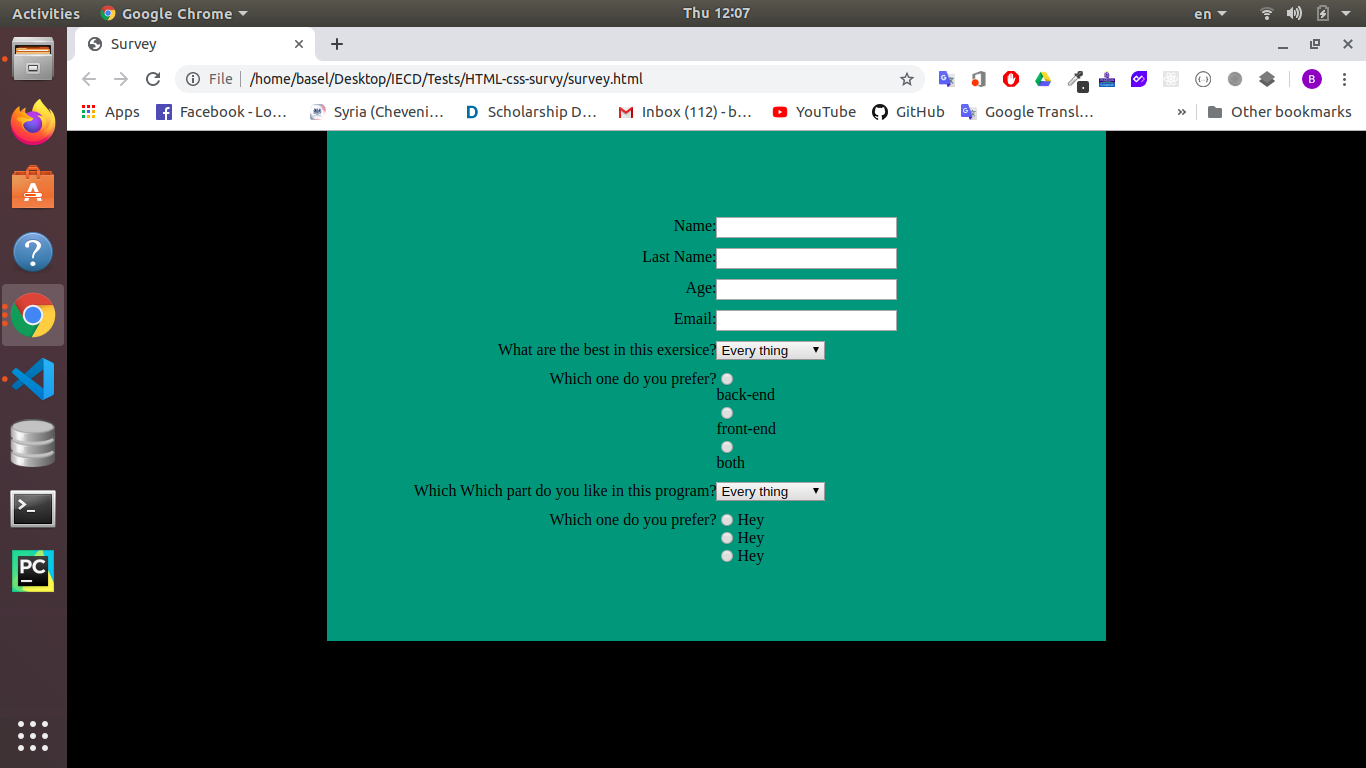 Activities Google Chrome Thu 12:07 en
Survey
File /home/basel/Desktop/IECD/Tests/HTML-css-survy/survey.html B
Apps Facebook - Lo... Syria (Cheveni... D Scholarship D... Inbox (112) - b... YouTube GitHub Google Transl... » Other bookmarks
Name:
Last Name:
Age:
Email:
What are the best in this exersice? Every thing
Which one do you prefer?
back-end
front-end
both
Which Which part do you like in this program? Every thing
Which one do you prefer? Hey
Hey
Hey
PC